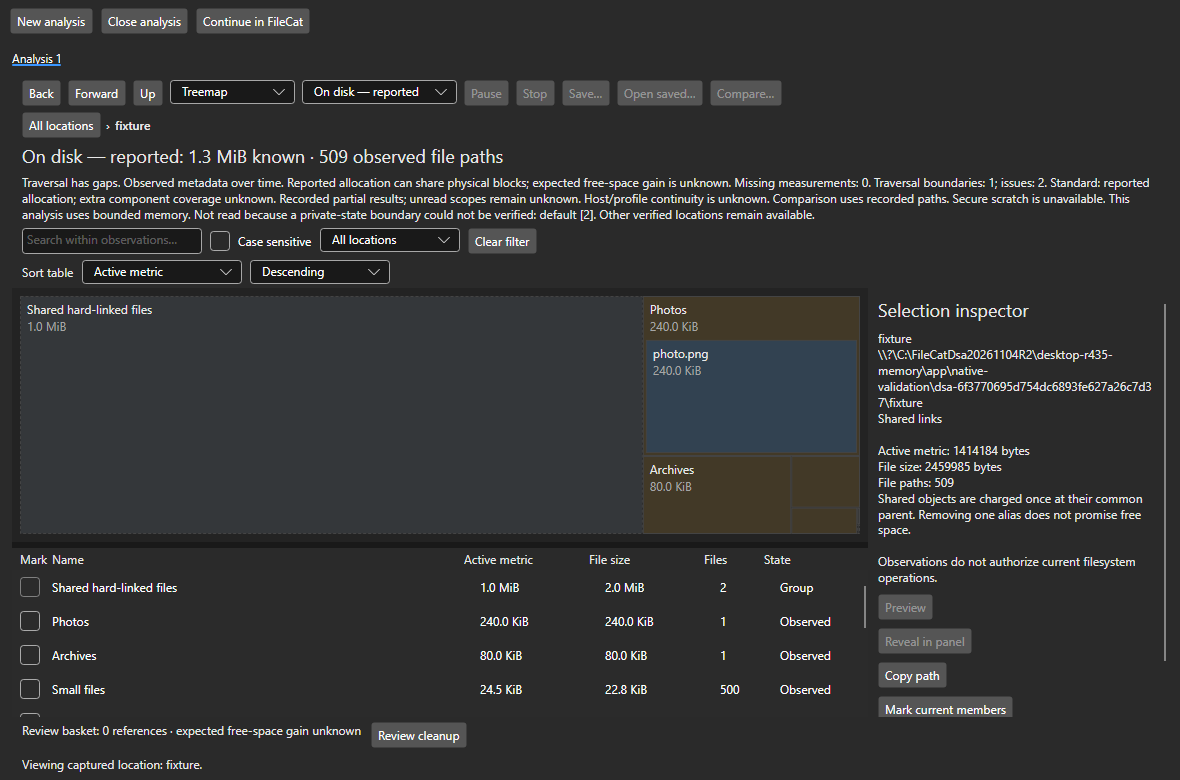 New analysis Close analysis Continue in FileCat
Analysis 1
Back Forward Up Treemap On disk — reported Pause Stop Save... Open saved... Compare...
All locations › fixture
On disk — reported: 1.3 MiB known · 509 observed file paths
Traversal has gaps. Observed metadata over time. Reported allocation can share physical blocks; expected free-space gain is unknown. Missing measurements: 0. Traversal boundaries: 1; issues: 2. Standard: reported
allocation; extra component coverage unknown. Recorded partial results; unread scopes remain unknown. Host/profile continuity is unknown. Comparison uses recorded paths. Secure scratch is unavailable. This
analysis uses bounded memory. Not read because a private-state boundary could not be verified: default [2]. Other verified locations remain available.
Search within observations... Case sensitive All locations Clear filter
Sort table Active metric Descending
Shared hard-linked files
1.0 MiB
Photos
240.0 KiB
photo.png
240.0 KiB
Archives
80.0 KiB
Selection inspector
fixture
\\?\C:\FileCatDsa20261104R2\desktop-r435-
memory\app\native-
validation\dsa-6f3770695d754dc6893fe627a26c7d3
7\fixture
Shared links
Active metric: 1414184 bytes
File size: 2459985 bytes
File paths: 509
Shared objects are charged once at their common
parent. Removing one alias does not promise free
space.
Observations do not authorize current filesystem
operations.
Preview
Reveal in panel
Copy path
Mark current members
Mark Name Active metric File size Files State
Shared hard-linked files 1.0 MiB 2.0 MiB 2 Group
Photos 240.0 KiB 240.0 KiB 1 Observed
Archives 80.0 KiB 80.0 KiB 1 Observed
Small files 24.5 KiB 22.8 KiB 500 Observed
Review basket: 0 references · expected free-space gain unknown Review cleanup
Viewing captured location: fixture.